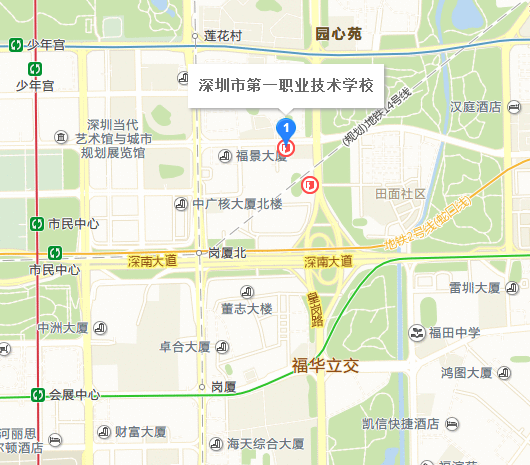 莲花村
园心苑
少年宫
少年宫
深圳市第一职业技术学校
汉庭酒店
深圳当代
艺术馆与城市
规划展览馆
1
(规划)地铁14号线
福景大厦
田面社区
中广核大厦北楼
市民中心
地铁2号线(蛇口线)
岗厦北
市民中心
深南大道
深南大道
雷圳大厦
董志大楼
皇岗路
中洲大厦
福田中学
卓合大厦
福华立交
鸿图大厦
岗厦
会展中心
凯信快捷酒店
河丽思
尔顿酒店
财富大厦
海天综合大厦